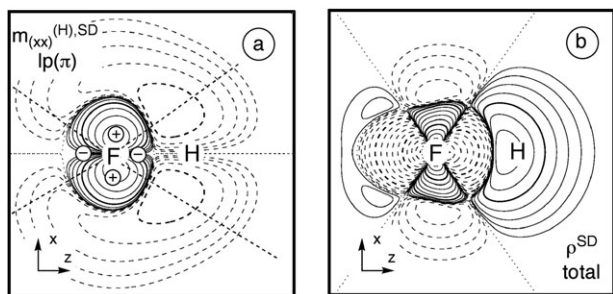 m(xx)(H),SD
lp(π)
a
+
− F − H
+
x
z
b
F H
x
z
ρSD
total